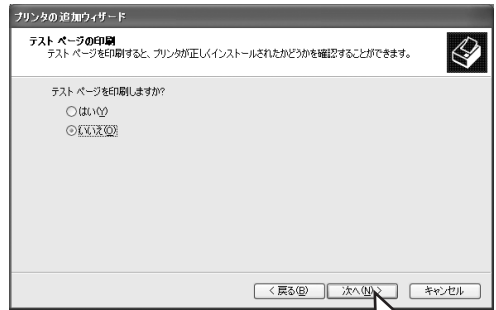 プリンタの追加ウィザード
テスト ページの印刷
テスト ページを印刷すると、プリンタが正しくインストールされたかどうかを確認することができます。
テスト ページを印刷しますか?
はい(Y)
いいえ(O)
< 戻る(B) 次へ(N) > キャンセル